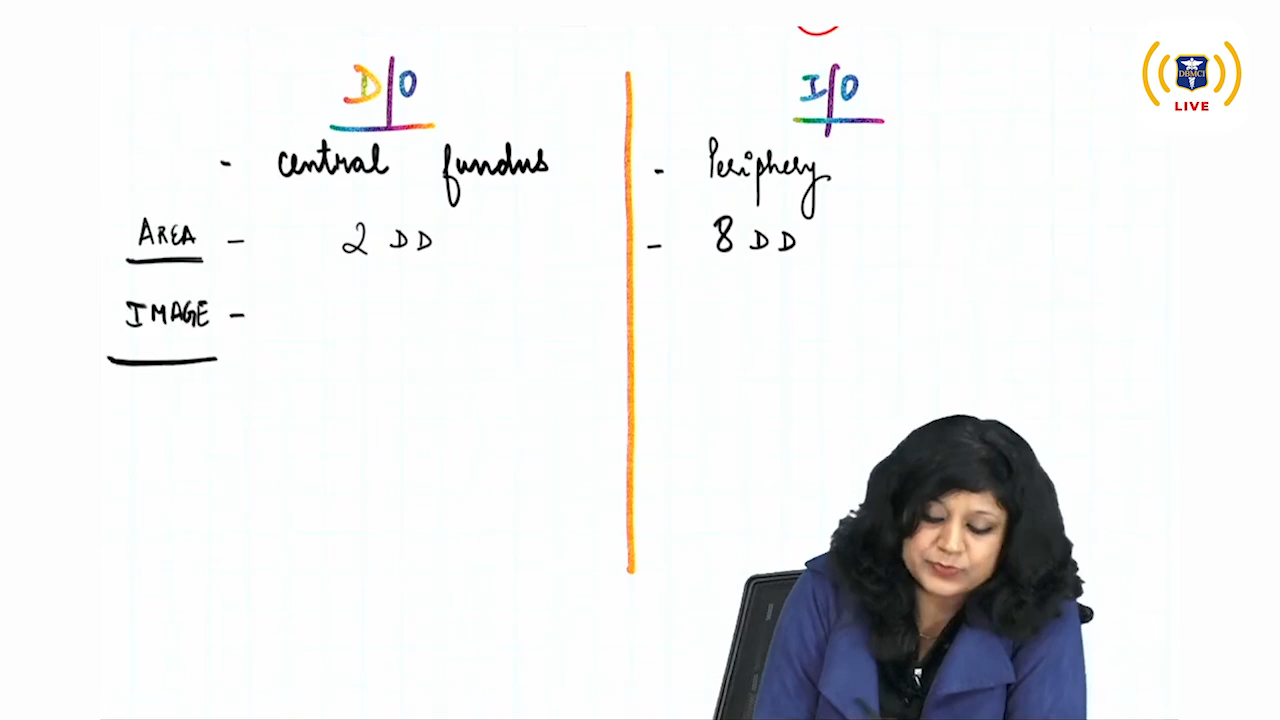 D/O I/O
- central fundus - Periphery
AREA - 2 DD - 8 DD
IMAGE -
DBMCI
LIVE